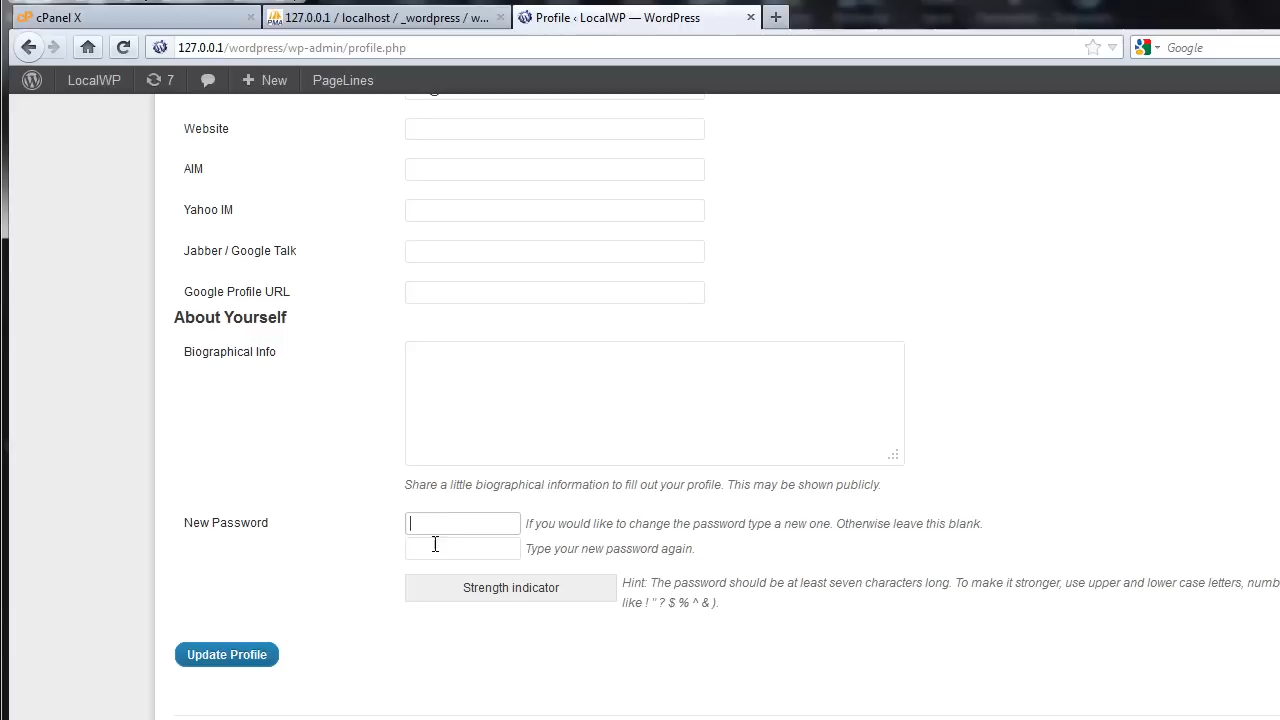 cPanel X
127.0.0.1 / localhost / _wordpress / w...
Profile ‹ LocalWP — WordPress
127.0.0.1/wordpress/wp-admin/profile.php
Google
LocalWP
7
New
PageLines
Website
AIM
Yahoo IM
Jabber / Google Talk
Google Profile URL
About Yourself
Biographical Info
Share a little biographical information to fill out your profile. This may be shown publicly.
New Password
If you would like to change the password type a new one. Otherwise leave this blank.
Type your new password again.
Strength indicator
Hint: The password should be at least seven characters long. To make it stronger, use upper and lower case letters, numb
like ! " ? $ % ^ & ).
Update Profile